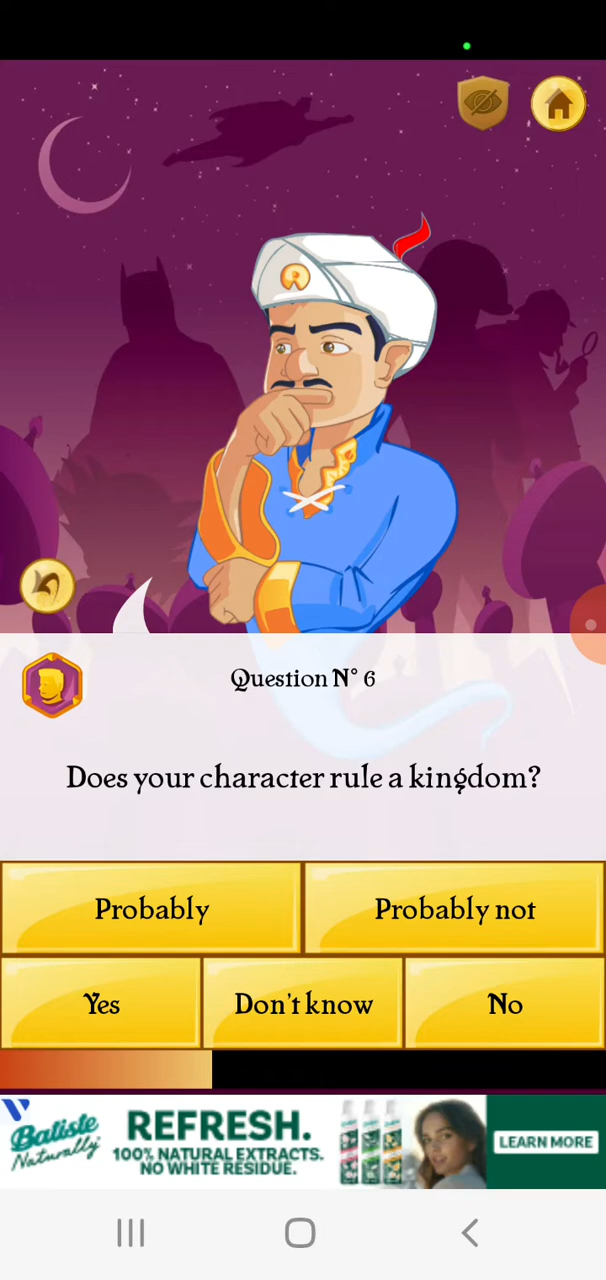 Question N° 6
Does your character rule a kingdom?
Probably
Probably not
Yes
Don't know
No
Batiste
Naturally
REFRESH.
100% NATURAL EXTRACTS.
NO WHITE RESIDUE.
LEARN MORE